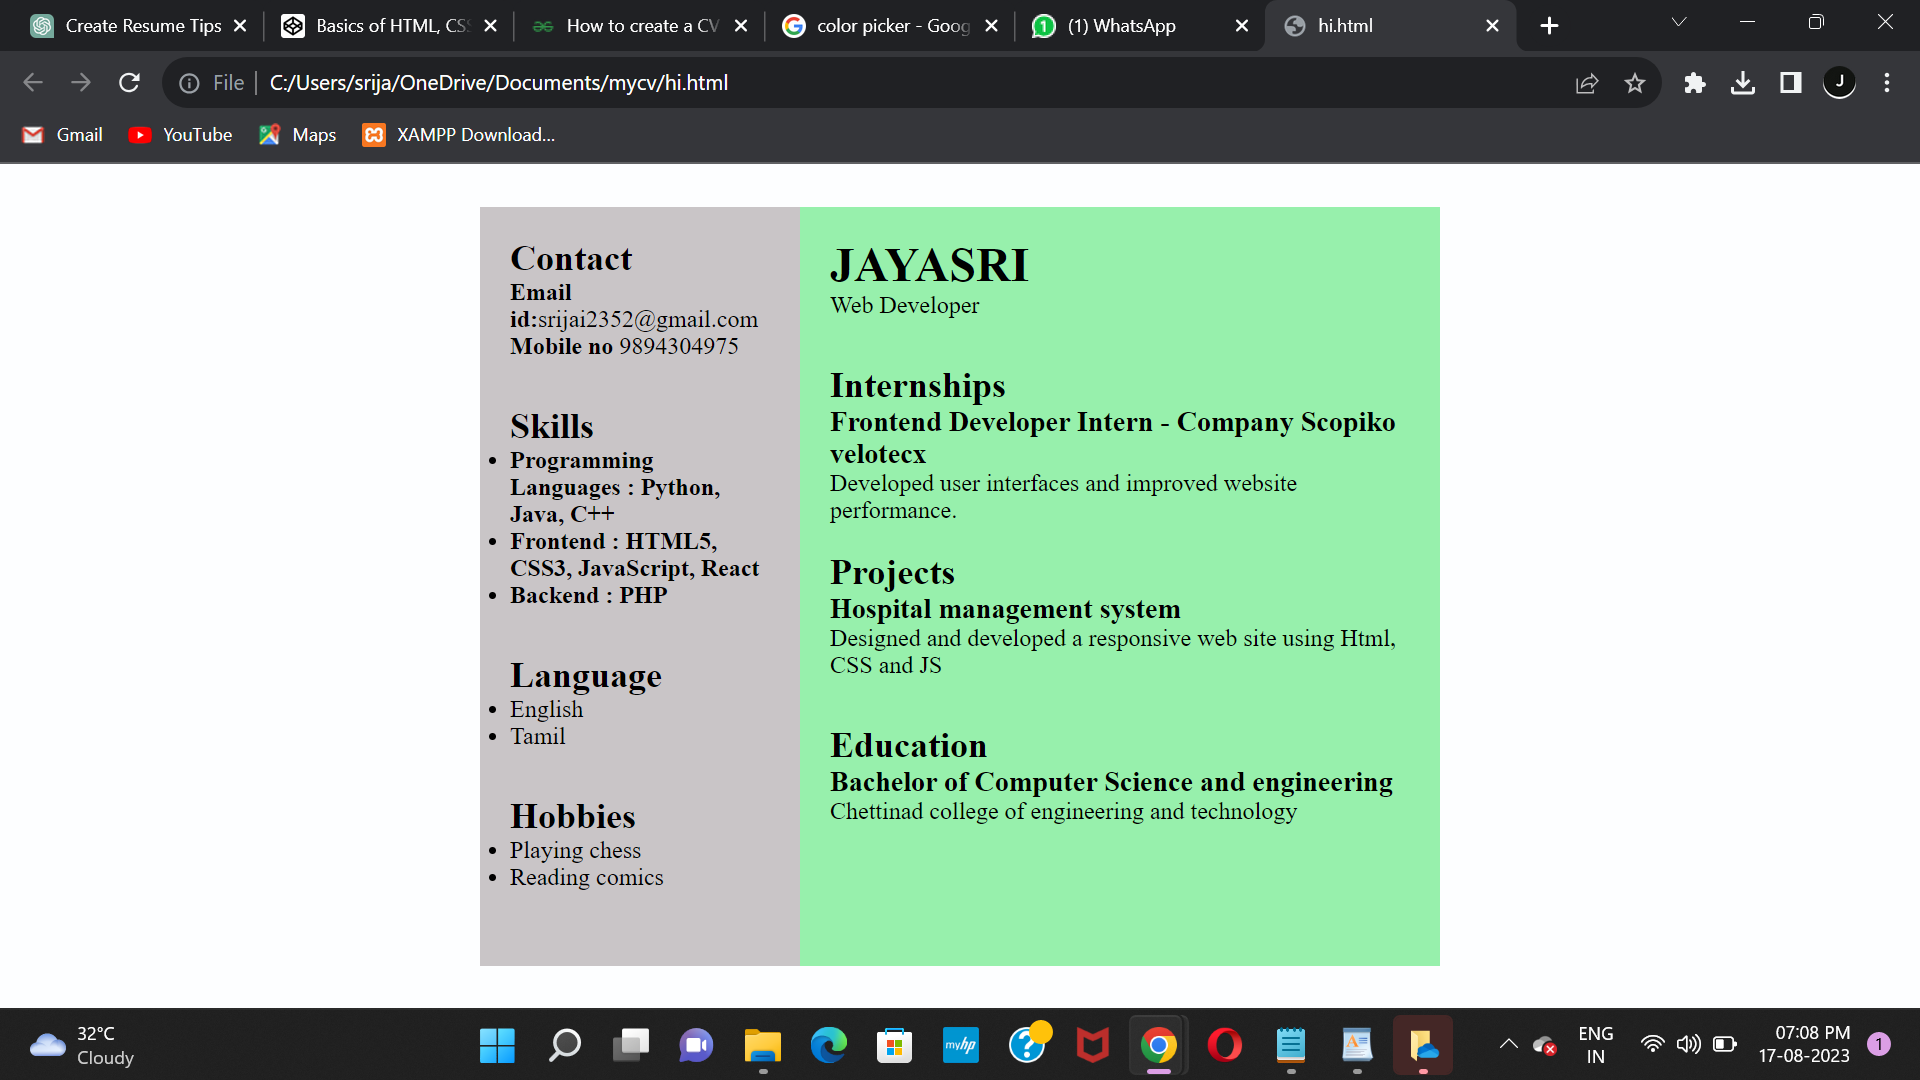 Create Resume Tips
Basics of HTML, CSS
How to create a CV
color picker - Goog
(1) WhatsApp
hi.html
File
C:/Users/srija/OneDrive/Documents/mycv/hi.html
J
Gmail
YouTube
Maps
XAMPP Download...
Contact
Email
id:srijai2352@gmail.com
Mobile no 9894304975
Skills
• Programming
Languages : Python,
Java, C++
• Frontend : HTML5,
CSS3, JavaScript, React
• Backend : PHP
Language
• English
• Tamil
Hobbies
• Playing chess
• Reading comics
JAYASRI
Web Developer
Internships
Frontend Developer Intern - Company Scopiko
velotecx
Developed user interfaces and improved website
performance.
Projects
Hospital management system
Designed and developed a responsive web site using Html,
CSS and JS
Education
Bachelor of Computer Science and engineering
Chettinad college of engineering and technology
32°C
Cloudy
myhp
ENG
IN
07:08 PM
17-08-2023
1